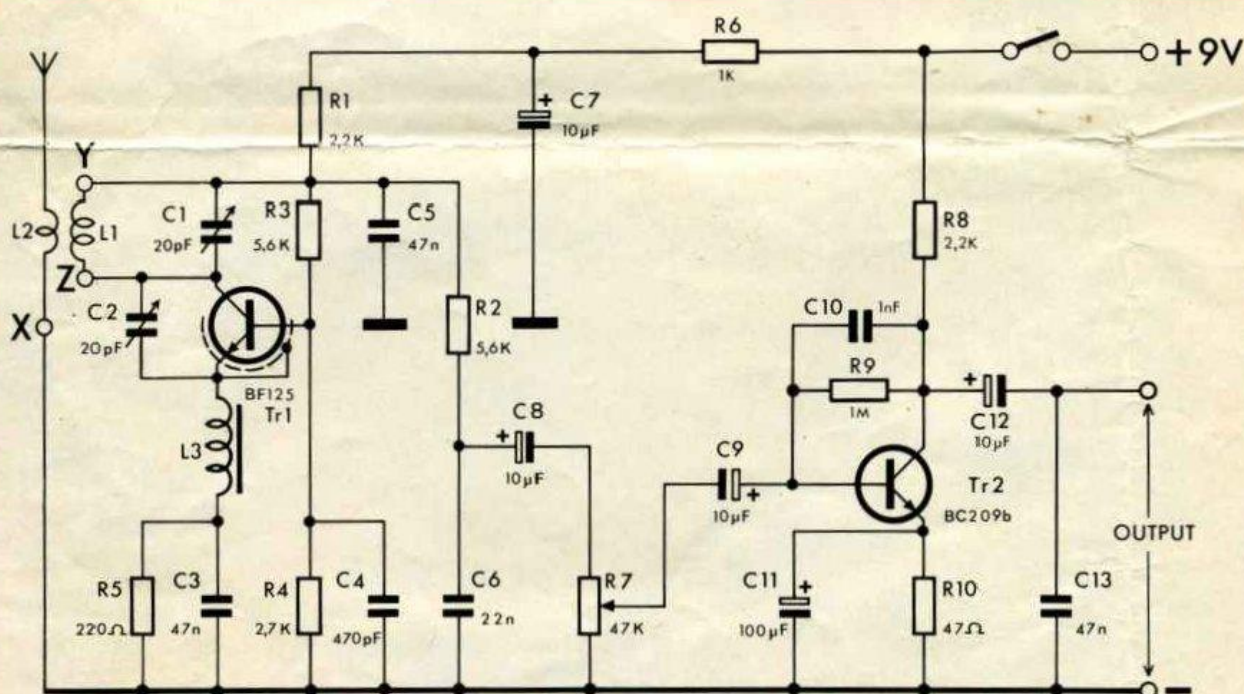 R6
1K
+9V
R1
2,2K
+
C7
10µF
Y
C1
20pF
R3
5,6K
C5
47n
R8
2,2K
L2
L1
Z
C2
20pF
X
R2
5,6K
C10
1nF
BF125
Tr1
R9
1M
+
C12
10µF
L3
+
C8
10µF
C9
+
10µF
Tr2
BC209b
OUTPUT
R5
220Ω
C3
47n
R4
2,7K
C4
470pF
C6
22n
R7
47K
C11
+
100µF
R10
47Ω
C13
47n